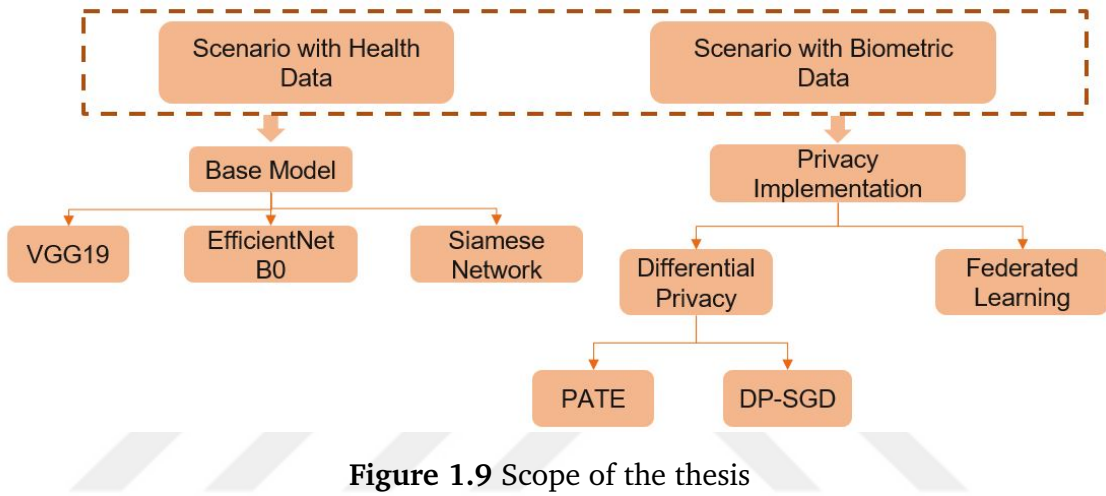 Scenario with Health
Data
Scenario with Biometric
Data
Base Model
Privacy
Implementation
VGG19
EfficientNet
B0
Siamese
Network
Differential
Privacy
Federated
Learning
PATE
DP-SGD
Figure 1.9 Scope of the thesis